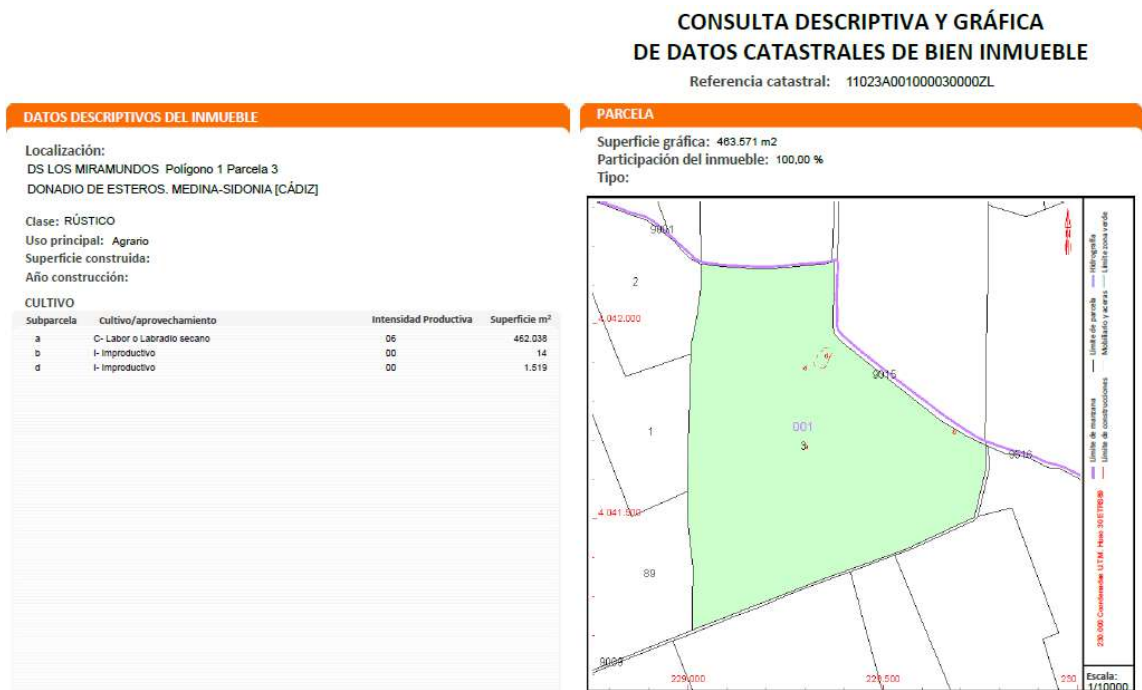 CONSULTA DESCRIPTIVA Y GRÁFICA
DE DATOS CATASTRALES DE BIEN INMUEBLE
Referencia catastral: 11023A001000030000ZL
DATOS DESCRIPTIVOS DEL INMUEBLE
Localización:
DS LOS MIRAMUNDOS Polígono 1 Parcela 3
DONADIO DE ESTEROS. MEDINA-SIDONIA [CÁDIZ]
Clase: RÚSTICO
Uso principal: Agrario
Superficie construida:
Año construcción:
CULTIVO
Subparcela Cultivo/aprovechamiento Intensidad Productiva Superficie m²
a C- Labor o Labradío secano 06 462.038
b I- Improductivo 00 14
d I- Improductivo 00 1.519
PARCELA
Superficie gráfica: 463.571 m2
Participación del inmueble: 100,00 %
Tipo:
9001
2
4.042.000
9015
1
001
3
9016
4.041.500
89
9039
229.000
229.500
230
Límite de manzana
Límite de parcela
Hidrografía
Límite de construcciones
Mobiliario y aceras
Límite zona verde
230.000 Coordenadas U.T.M. Huso 30 ETRS89
Escala:
1/10000